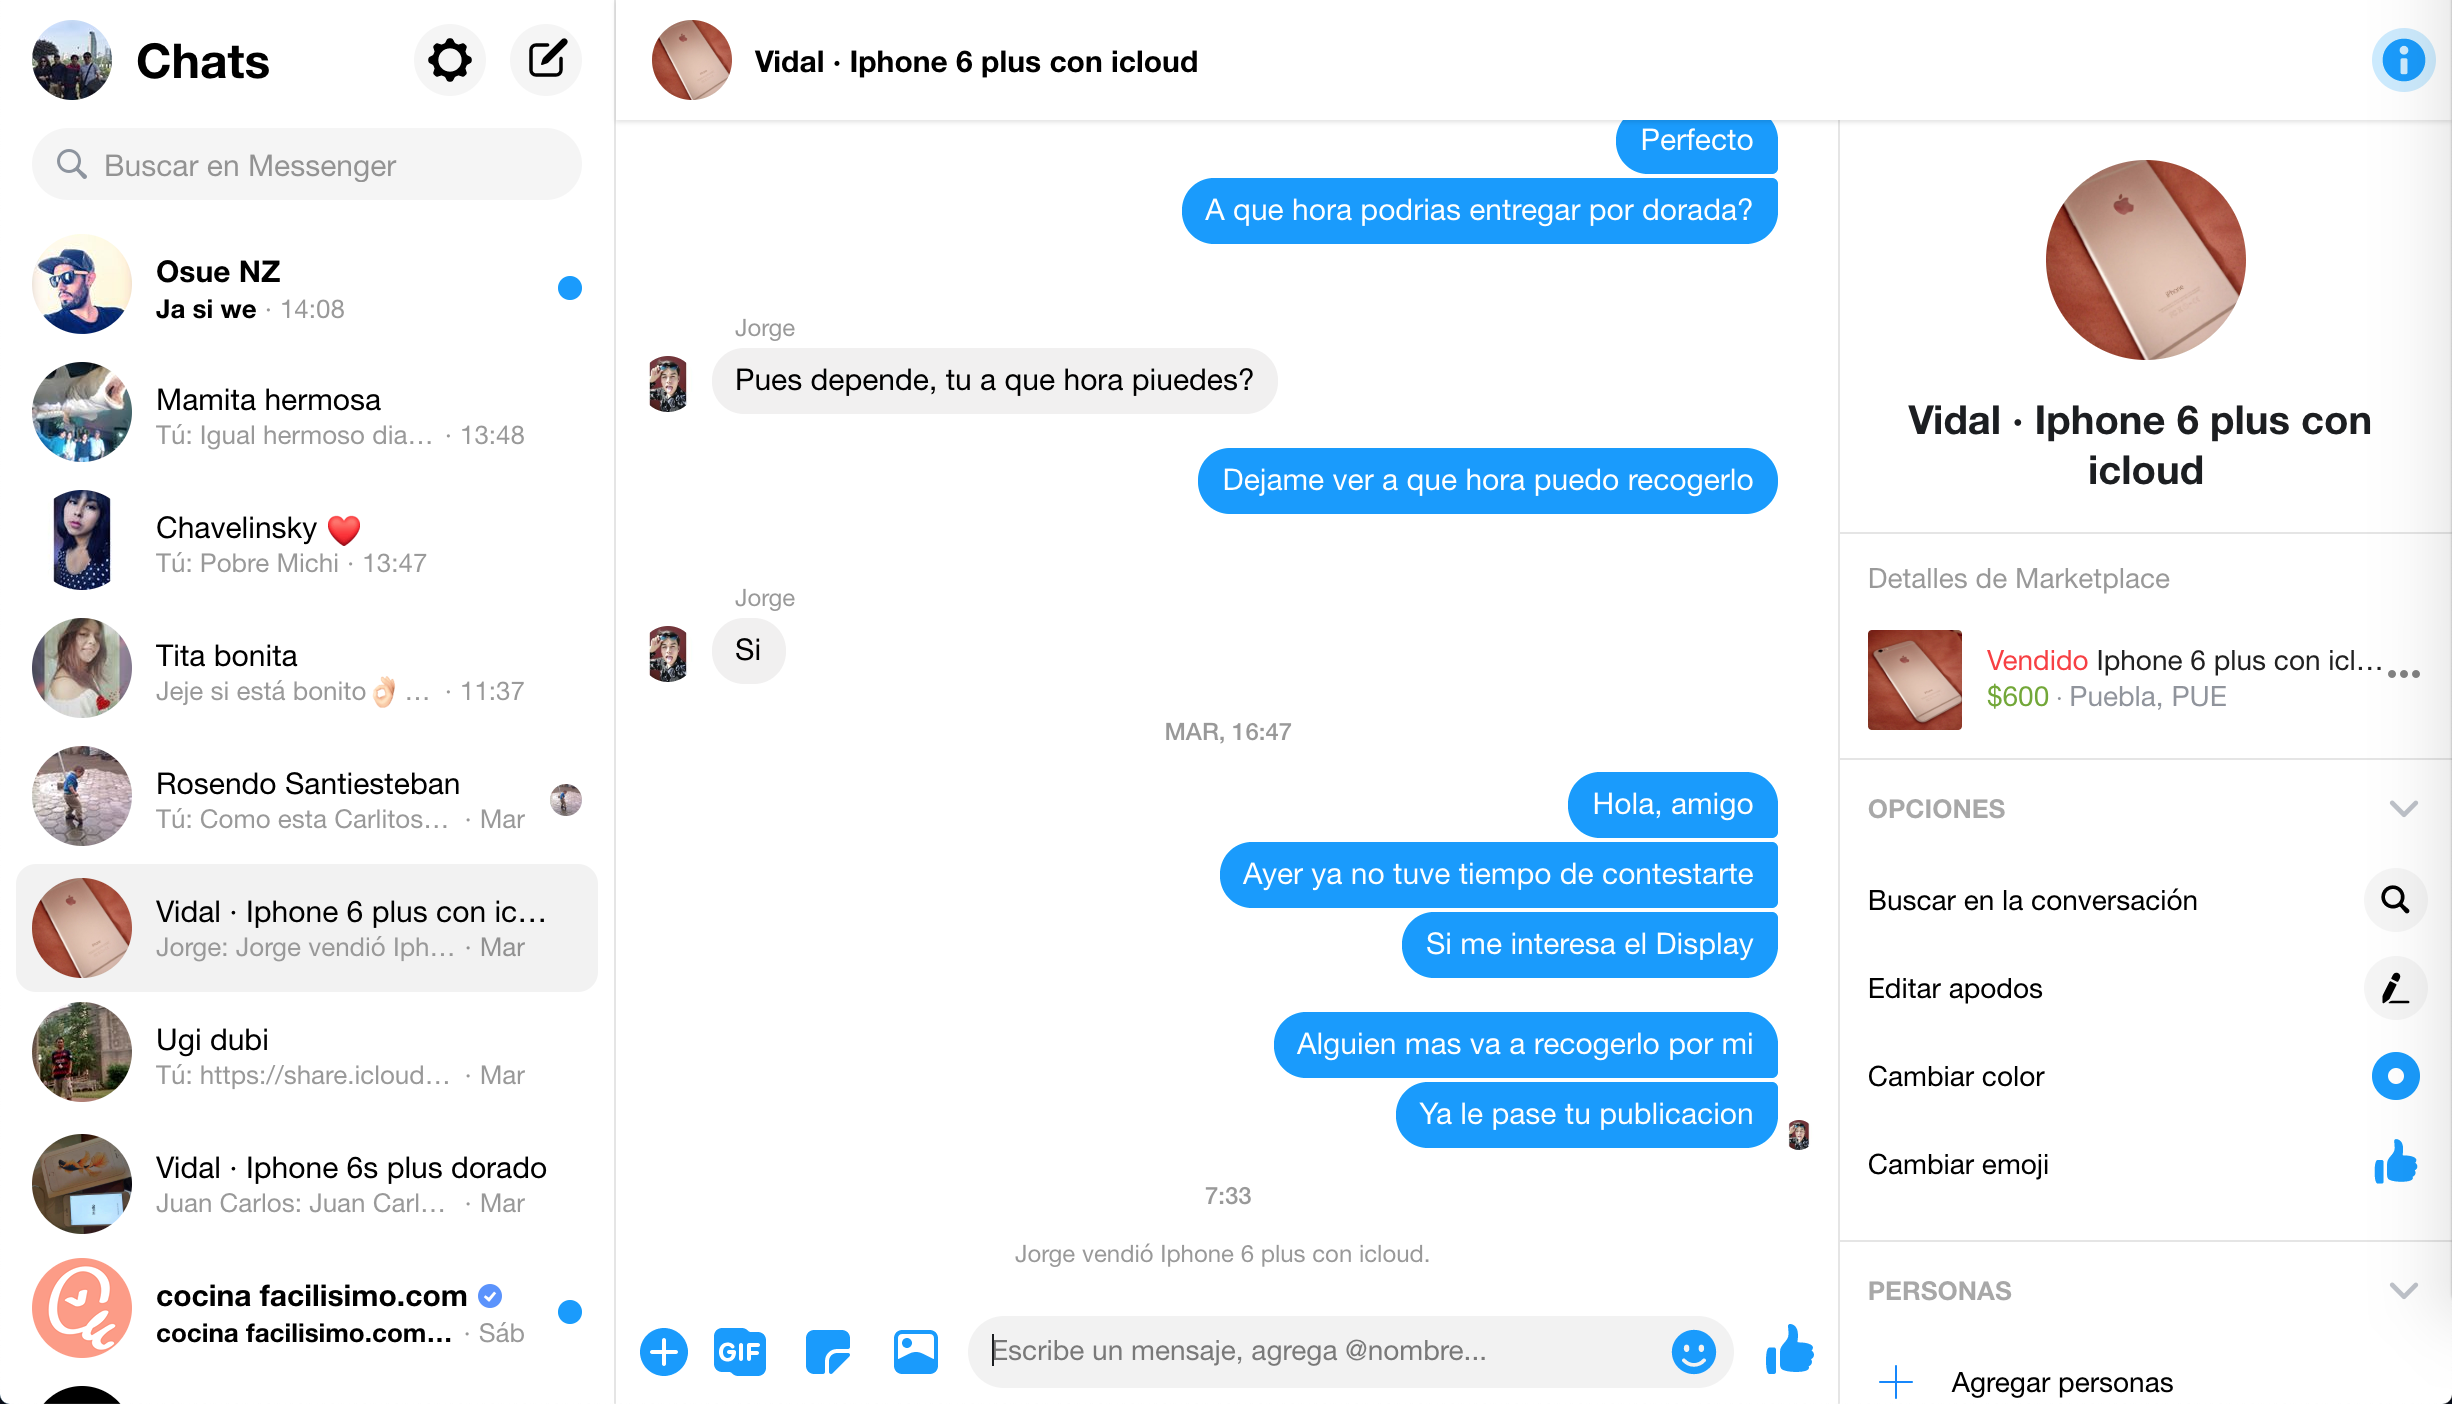 Chats
Buscar en Messenger
Osue NZ
Ja si we · 14:08
Mamita hermosa
Tú: Igual hermoso dia... · 13:48
Chavelinsky ❤️
Tú: Pobre Michi · 13:47
Tita bonita
Jeje si está bonito👌🏻 ... · 11:37
Rosendo Santiesteban
Tú: Como esta Carlitos... · Mar
Vidal · Iphone 6 plus con ic...
Jorge: Jorge vendió Iph... · Mar
Ugi dubi
Tú: https://share.icloud... · Mar
Vidal · Iphone 6s plus dorado
Juan Carlos: Juan Carl... · Mar
cocina facilisimo.com
cocina facilisimo.com... · Sáb
Vidal · Iphone 6 plus con icloud
Perfecto
A que hora podrias entregar por dorada?
Jorge
Pues depende, tu a que hora piuedes?
Dejame ver a que hora puedo recogerlo
Jorge
Si
MAR, 16:47
Hola, amigo
Ayer ya no tuve tiempo de contestarte
Si me interesa el Display
Alguien mas va a recogerlo por mi
Ya le pase tu publicacion
7:33
Jorge vendió Iphone 6 plus con icloud.
GIF
Escribe un mensaje, agrega @nombre...
iPhone
Vidal · Iphone 6 plus con
icloud
Detalles de Marketplace
Vendido Iphone 6 plus con icl...
$600 · Puebla, PUE
OPCIONES
Buscar en la conversación
Editar apodos
Cambiar color
Cambiar emoji
PERSONAS
Agregar personas